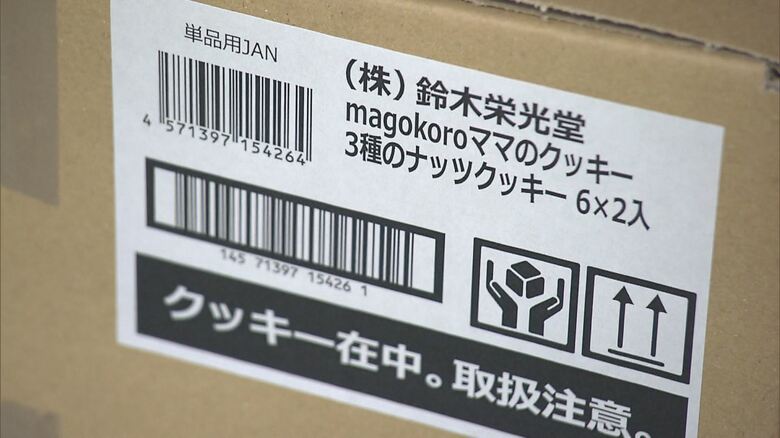 単品用JAN
4 571397 154264
(株)鈴木栄光堂
magokoroママのクッキー
3種のナッツクッキー 6×2入
145 71397 15426 1
クッキー在中。取扱注意。